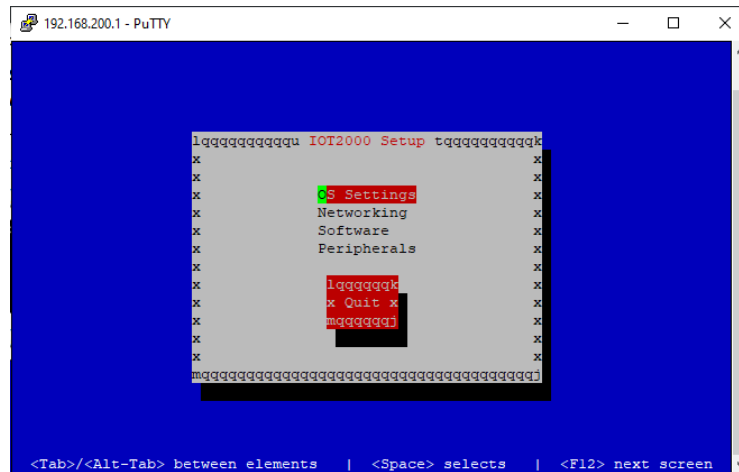 192.168.200.1 - PuTTY
lqqqqqqqqqqu IOT2000 Setup tqqqqqqqqqqk
x x
x x
x OS Settings x
x Networking x
x Software x
x Peripherals x
x x
x lqqqqqqk x
x x Quit x x
x mqqqqqqj x
x x
x x
mqqqqqqqqqqqqqqqqqqqqqqqqqqqqqqqqqqqqqj
<Tab>/<Alt-Tab> between elements | <Space> selects | <F12> next screen